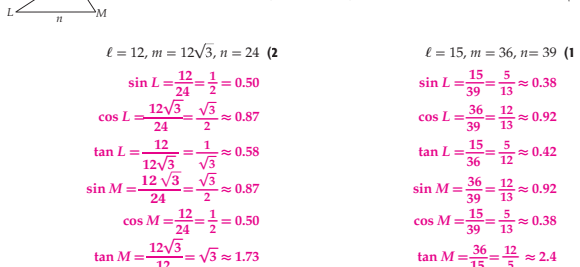 L n M
(1 ℓ = 15, m = 36, n= 39
sin L = 15/39 = 5/13 ≈ 0.38
cos L = 36/39 = 12/13 ≈ 0.92
tan L = 15/36 = 5/12 ≈ 0.42
sin M = 36/39 = 12/13 ≈ 0.92
cos M = 15/39 = 5/13 ≈ 0.38
tan M = 36/15 = 12/5 ≈ 2.4
(2 ℓ = 12, m = 12√3, n = 24
sin L = 12/24 = 1/2 = 0.50
cos L = 12√3/24 = √3/2 ≈ 0.87
tan L = 12/12√3 = 1/√3 ≈ 0.58
sin M = 12√3/24 = √3/2 ≈ 0.87
cos M = 12/24 = 1/2 = 0.50
tan M = 12√3/12 = √3 ≈ 1.73